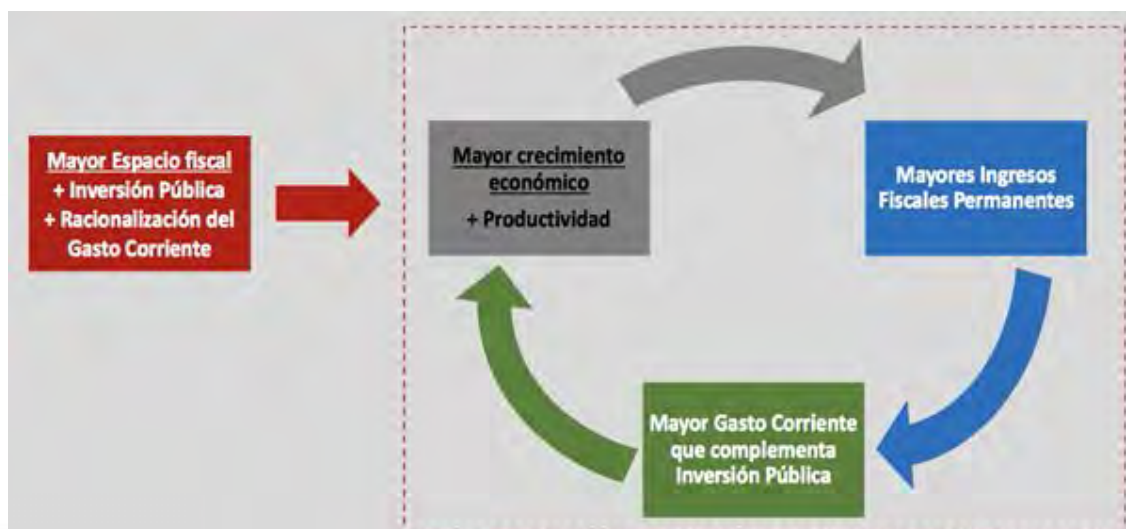 Mayor Espacio fiscal
+ Inversión Pública
+ Racionalización del
Gasto Corriente
Mayor crecimiento
económico
+ Productividad
Mayores Ingresos
Fiscales Permanentes
Mayor Gasto Corriente
que complementa
Inversión Pública